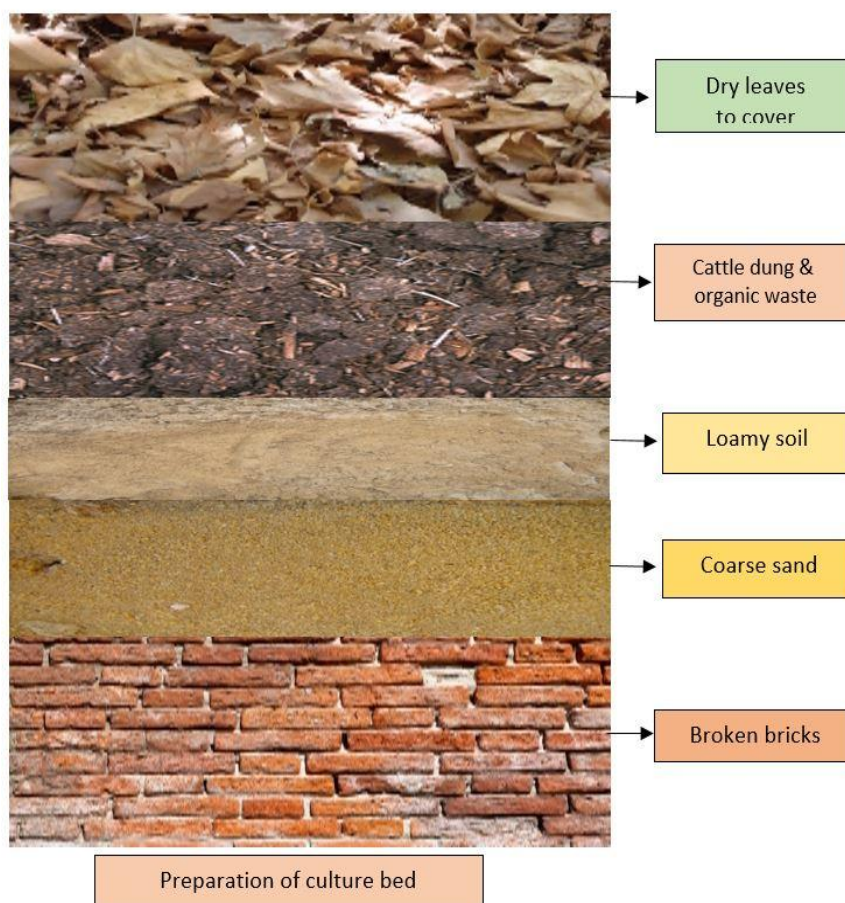 Dry leaves
to cover
Cattle dung &
organic waste
Loamy soil
Coarse sand
Broken bricks
Preparation of culture bed